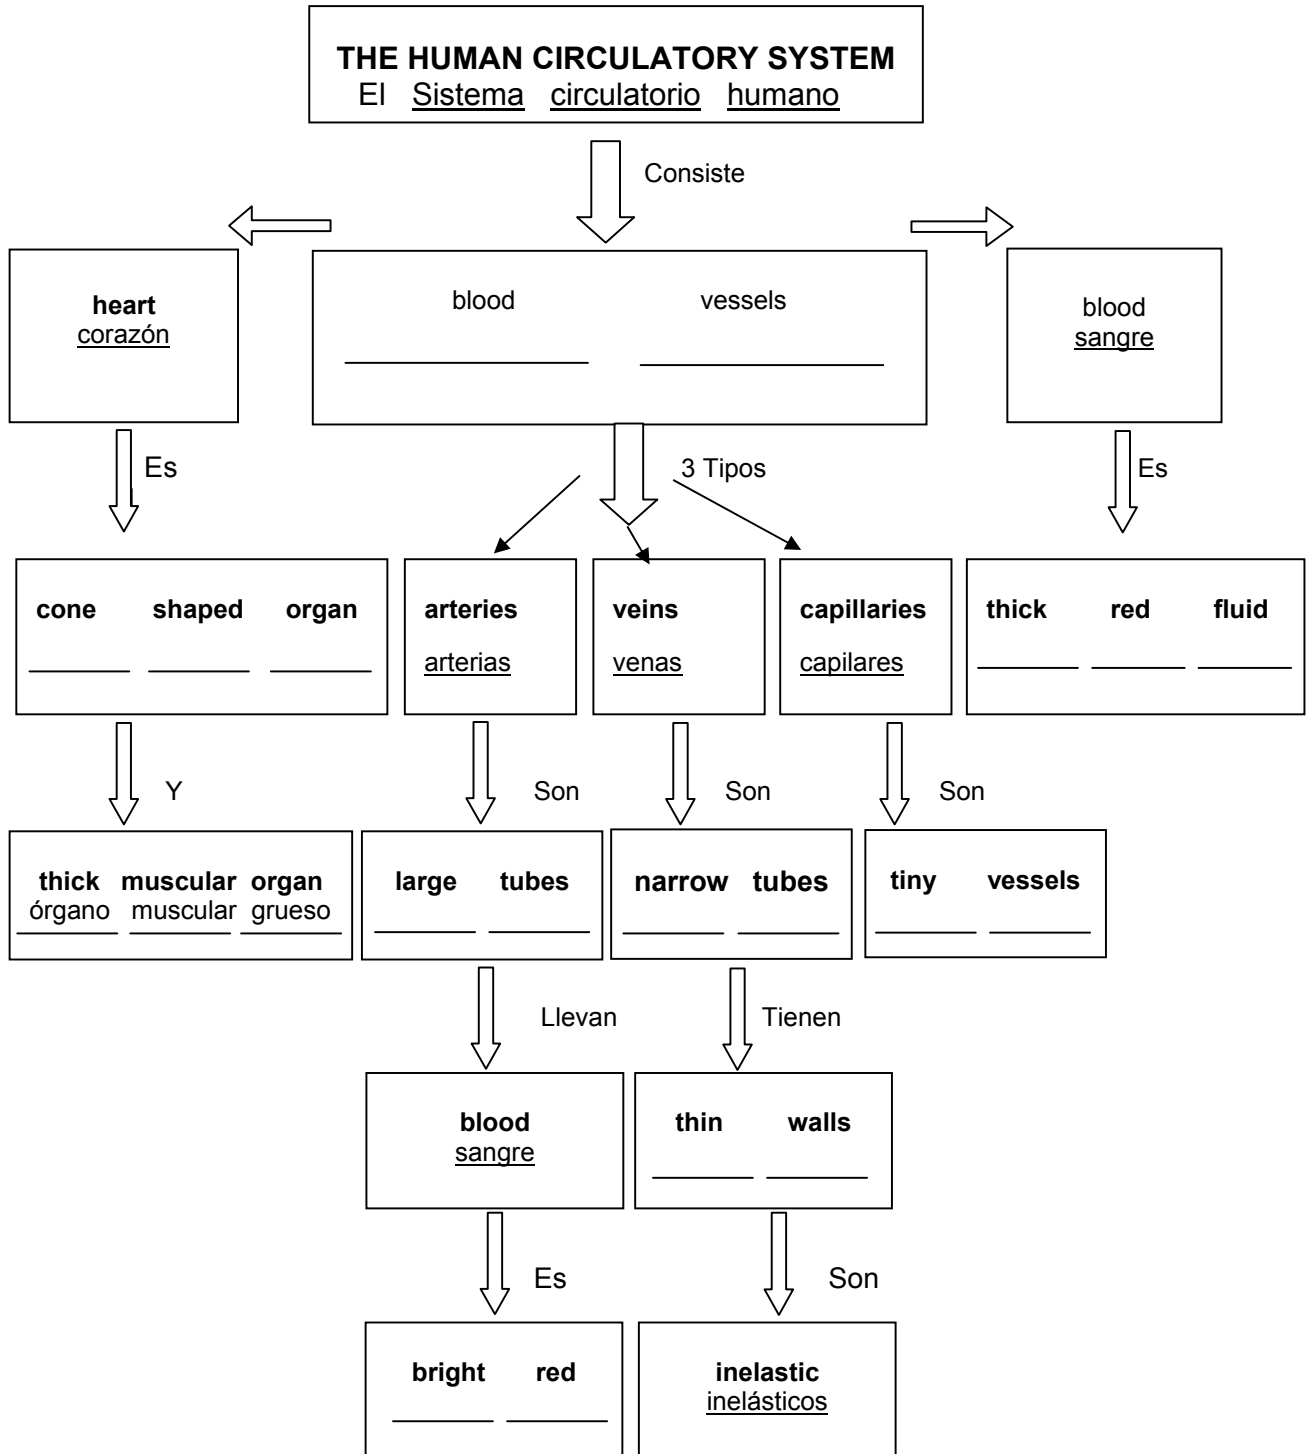 THE HUMAN CIRCULATORY SYSTEM
El Sistema circulatorio humano
Consiste
heart
corazón
blood vessels
blood
sangre
Es
3 Tipos
Es
cone shaped organ
arteries
arterias
veins
venas
capillaries
capilares
thick red fluid
Y
Son
Son
Son
thick muscular organ
órgano muscular grueso
large tubes
narrow tubes
tiny vessels
Llevan
Tienen
blood
sangre
thin walls
Es
Son
bright red
inelastic
inelásticos